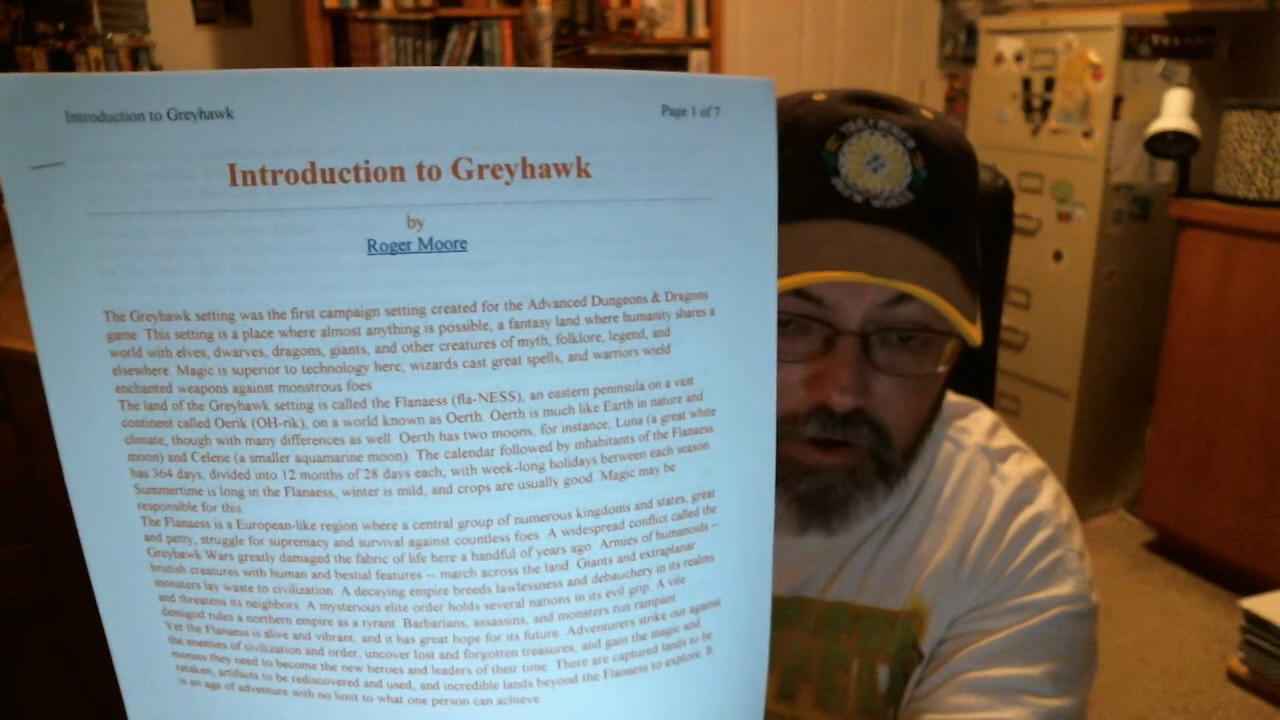 Introduction to Greyhawk
Page 1 of 7
Introduction to Greyhawk
by
Roger Moore
The Greyhawk setting was the first campaign setting created for the Advanced Dungeons & Dragons
game. This setting is a place where almost anything is possible, a fantasy land where humanity shares a
world with elves, dwarves, dragons, giants, and other creatures of myth, folklore, legend, and
elsewhere. Magic is superior to technology here, wizards cast great spells, and warriors wield
enchanted weapons against monstrous foes.
The land of the Greyhawk setting is called the Flanaess (fla-NESS), an eastern peninsula on a vast
continent called Oerik (OH-rik), on a world known as Oerth. Oerth is much like Earth in nature and
climate, though with many differences as well. Oerth has two moons, for instance, Luna (a great white
moon) and Celene (a smaller aquamarine moon). The calendar followed by inhabitants of the Flanaess
has 364 days, divided into 12 months of 28 days each, with week-long holidays between each season.
Summertime is long in the Flanaess, winter is mild, and crops are usually good. Magic may be
responsible for this.
The Flanaess is a European-like region where a central group of numerous kingdoms and states, great
and petty, struggle for supremacy and survival against countless foes. A widespread conflict called the
Greyhawk Wars greatly damaged the fabric of life here a handful of years ago. Armies of humanoids --
brutish creatures with human and bestial features -- march across the land. Giants and extraplanar
monsters lay waste to civilization. A decaying empire breeds lawlessness and debauchery in its realms
and threatens its neighbors. A mysterious elite order holds several nations in its evil grip. A vile
demigod rules a northern empire as a tyrant. Barbarians, assassins, and monsters run rampant.
Yet the Flanaess is alive and vibrant, and it has great hope for its future. Adventurers strike out against
the enemies of civilization and order, uncover lost and forgotten treasures, and gain the magic and
monies they need to become the new heroes and leaders of their time. There are captured lands to be
retaken, artifacts to be rediscovered and used, and incredible lands beyond the Flanaess to explore. It
is an age of adventure with no limit to what one person can achieve.